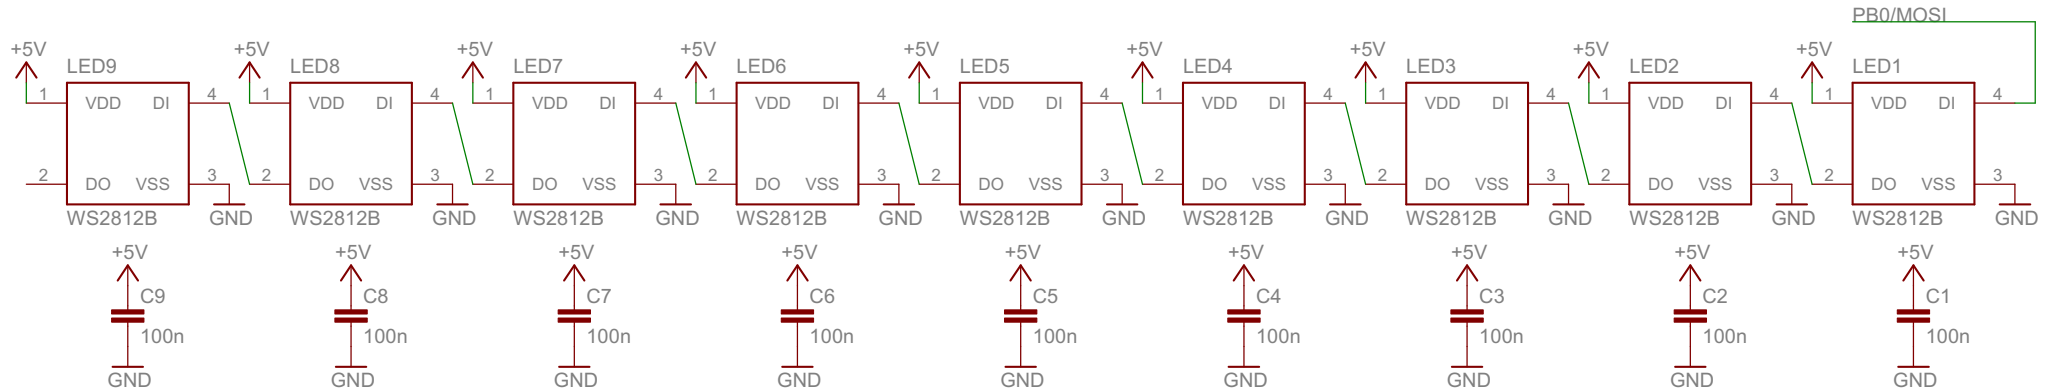 PB0/MOSI
+5V +5V +5V +5V +5V +5V +5V +5V +5V
LED9 LED8 LED7 LED6 LED5 LED4 LED3 LED2 LED1
1 VDD DI 4 1 VDD DI 4 1 VDD DI 4 1 VDD DI 4 1 VDD DI 4 1 VDD DI 4 1 VDD DI 4 1 VDD DI 4 1 VDD DI 4
2 DO VSS 3 2 DO VSS 3 2 DO VSS 3 2 DO VSS 3 2 DO VSS 3 2 DO VSS 3 2 DO VSS 3 2 DO VSS 3 2 DO VSS 3
WS2812B GND WS2812B GND WS2812B GND WS2812B GND WS2812B GND WS2812B GND WS2812B GND WS2812B GND WS2812B GND
+5V +5V +5V +5V +5V +5V +5V +5V +5V
C9 C8 C7 C6 C5 C4 C3 C2 C1
100n 100n 100n 100n 100n 100n 100n 100n 100n
GND GND GND GND GND GND GND GND GND